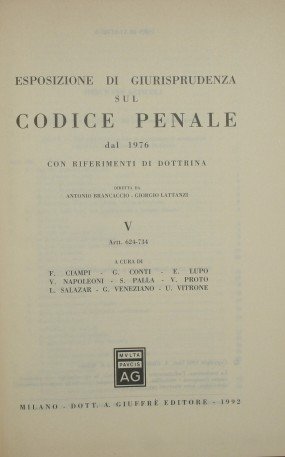 ESPOSIZIONE DI GIURISPRUDENZA
SUL
CODICE PENALE
dal 1976
CON RIFERIMENTI DI DOTTRINA
DIRETTA DA
ANTONIO BRANCACCIO - GIORGIO LATTANZI
V
Artt. 624-734
A CURA DI
F. CIAMPI - G. CONTI - E. LUPO
V. NAPOLEONI - S. PALLA - V. PROTO
L. SALAZAR - G. VENEZIANO - U. VITRONE
MVLTA
PAVCIS
AG
MILANO - DOTT. A. GIUFFRÈ EDITORE - 1992